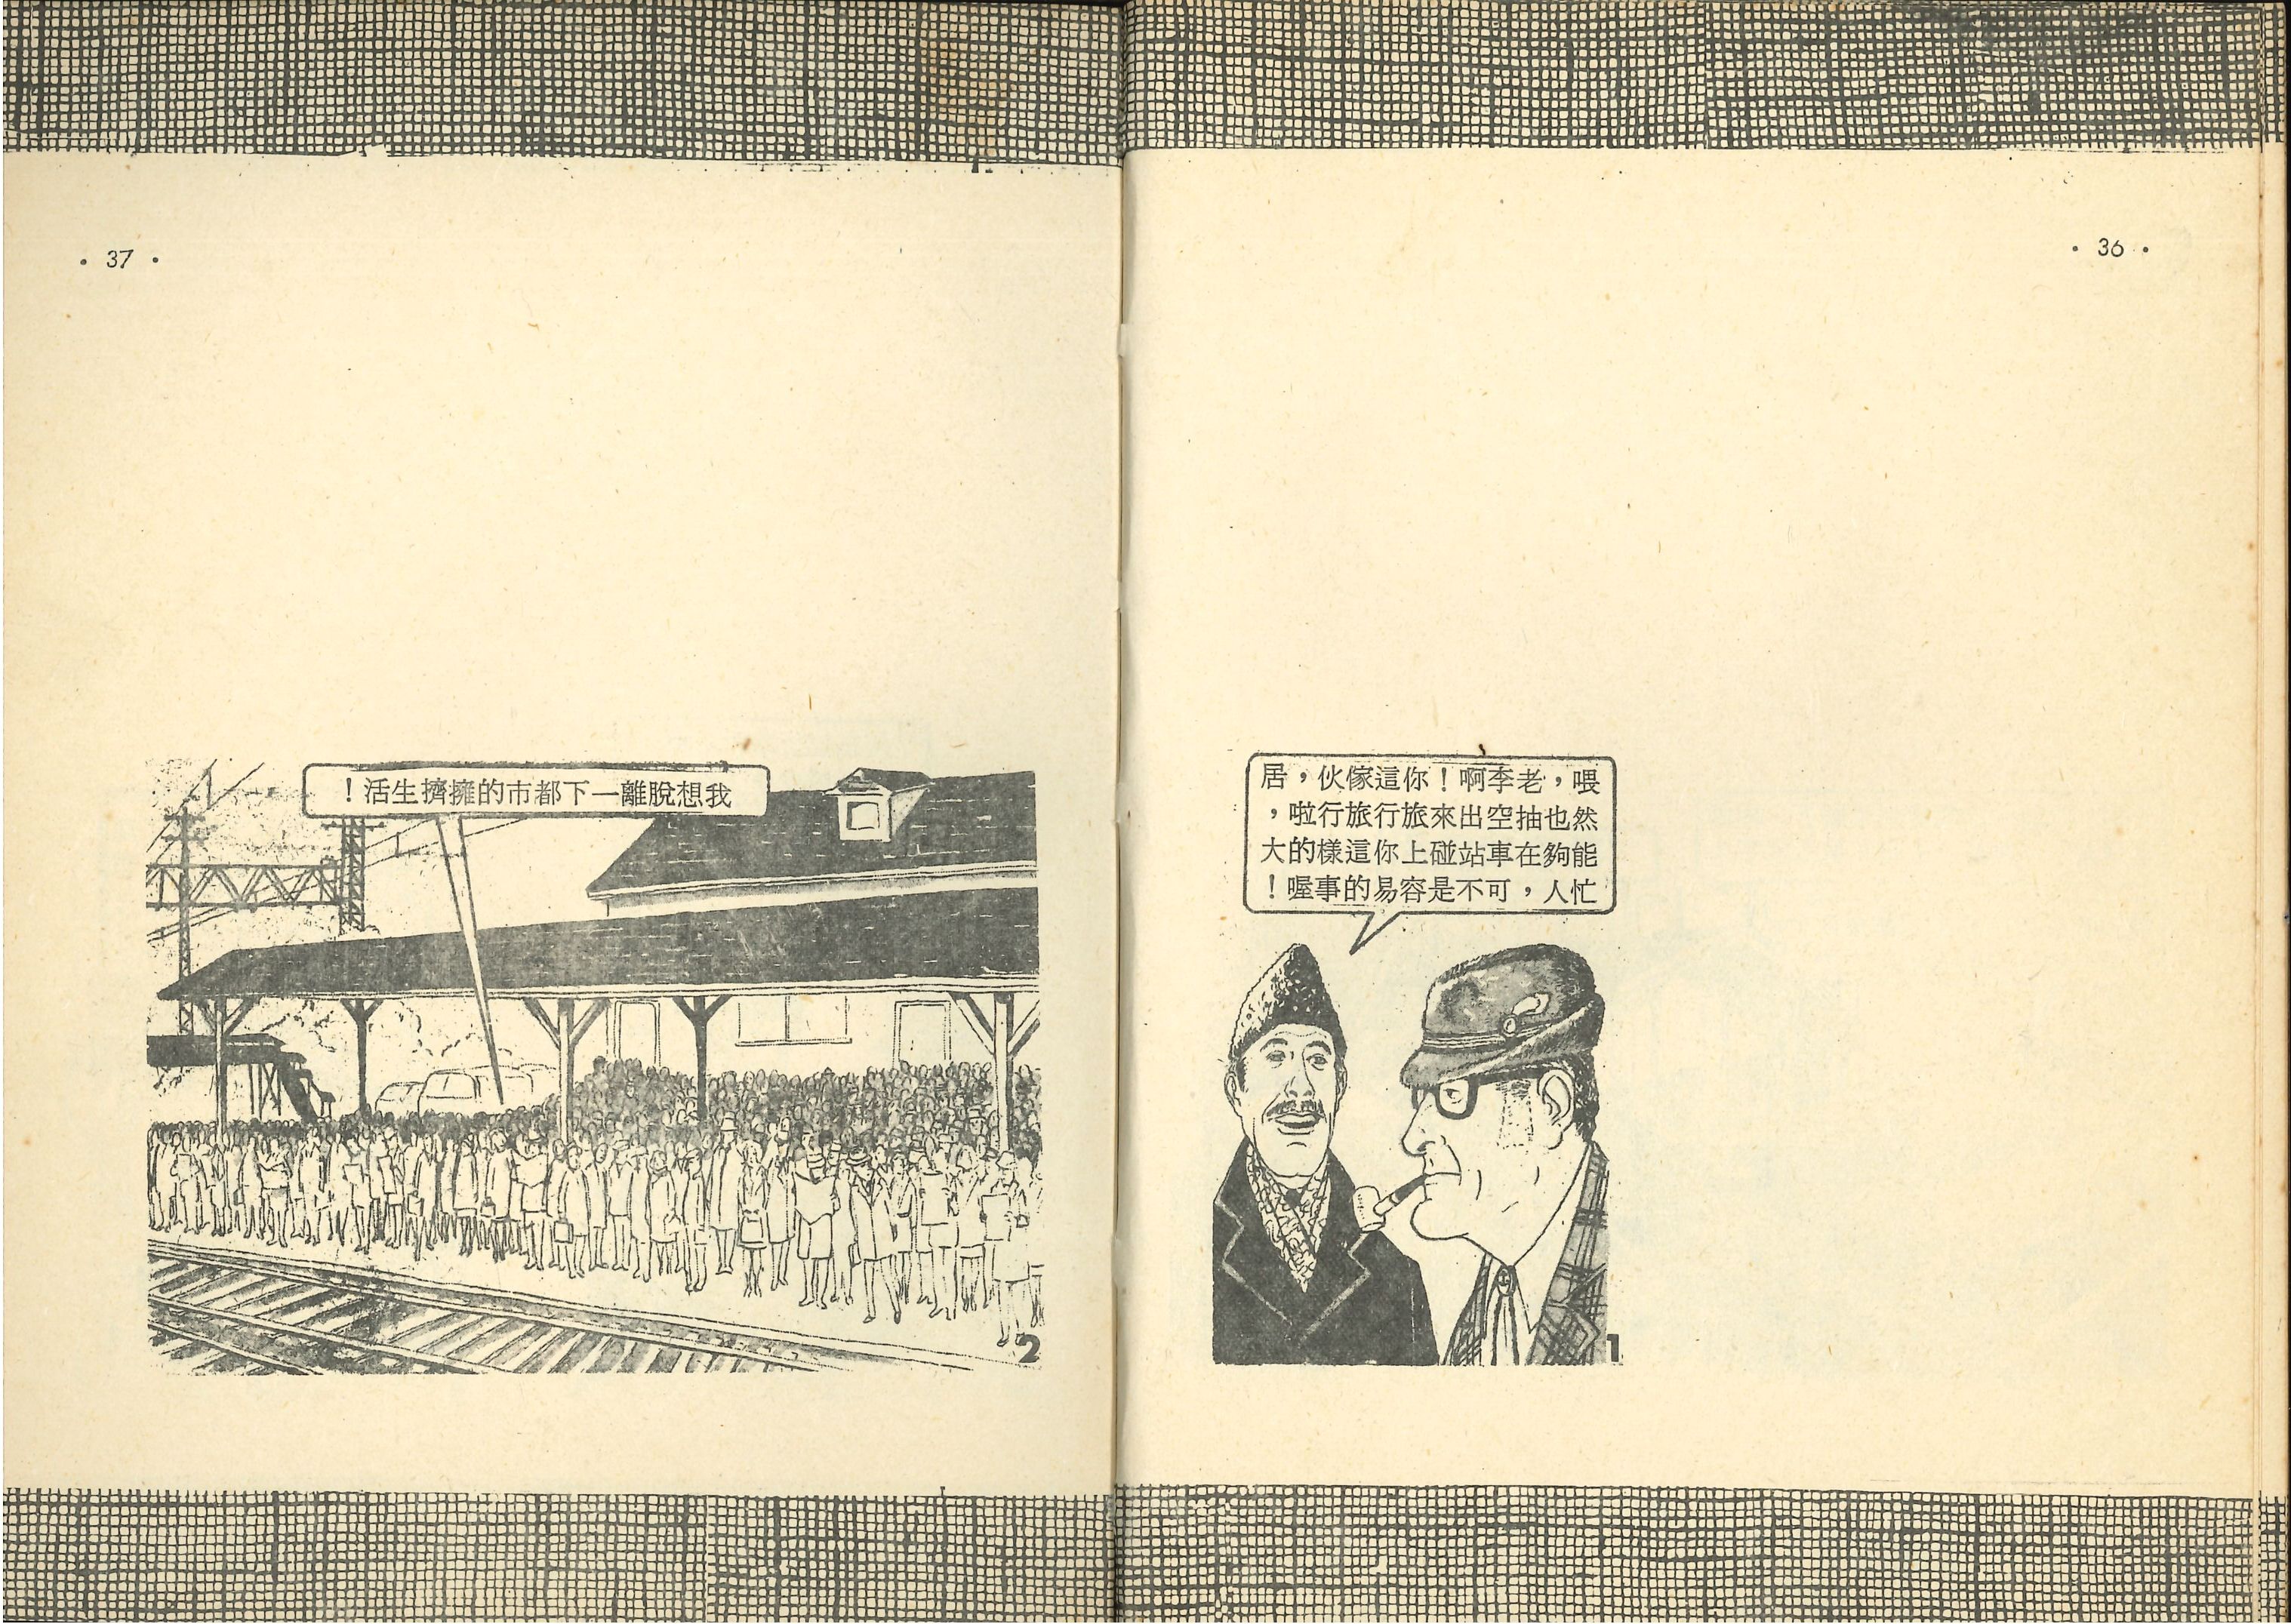 · 36 ·
喂，老李啊！你這傢伙，居
然也抽空出來旅行旅行啦，
能夠在車站碰上你這樣的大
忙人，可不是容易的事喔！
1
· 37 ·
我想脫離一下都市的擁擠生活！
2